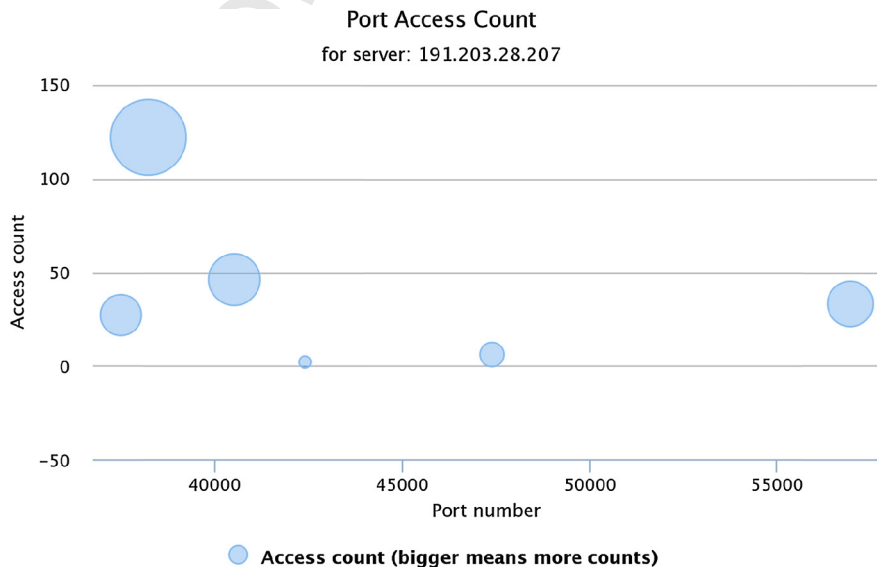 Port Access Count
for server: 191.203.28.207
150
100
50
0
−50
Access count
40000 45000 50000 55000
Port number
Access count (bigger means more counts)